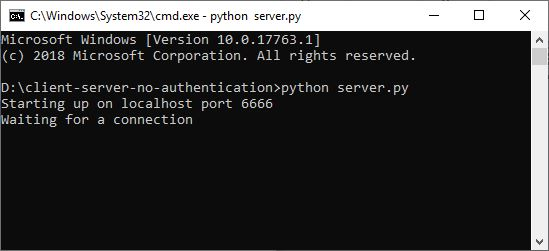 C:\Windows\System32\cmd.exe - python  server.py
Microsoft Windows [Version 10.0.17763.1]
(c) 2018 Microsoft Corporation. All rights reserved.
D:\client-server-no-authentication>python server.py
Starting up on localhost port 6666
Waiting for a connection